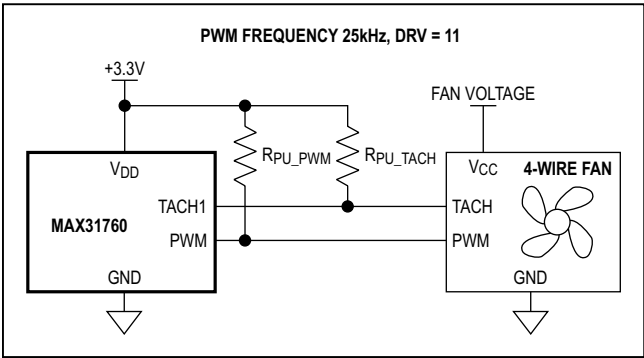 PWM FREQUENCY 25kHz, DRV = 11
+3.3V
FAN VOLTAGE
VDD
RPU_PWM
RPU_TACH
VCC
4-WIRE FAN
TACH1
TACH
MAX31760
PWM
PWM
GND
GND